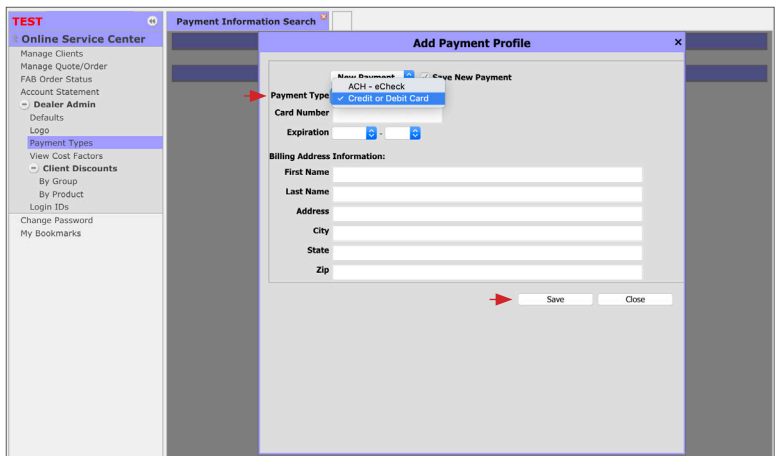 TEST
Payment Information Search
Online Service Center
Manage Clients
Manage Quote/Order
FAB Order Status
Account Statement
Dealer Admin
Defaults
Logo
Payment Types
View Cost Factors
Client Discounts
By Group
By Product
Login IDs
Change Password
My Bookmarks
Add Payment Profile ×
New Payment ✓ Save New Payment
ACH - eCheck
Payment Type ✓ Credit or Debit Card
Card Number
Expiration -
Billing Address Information:
First Name
Last Name
Address
City
State
Zip
Save Close